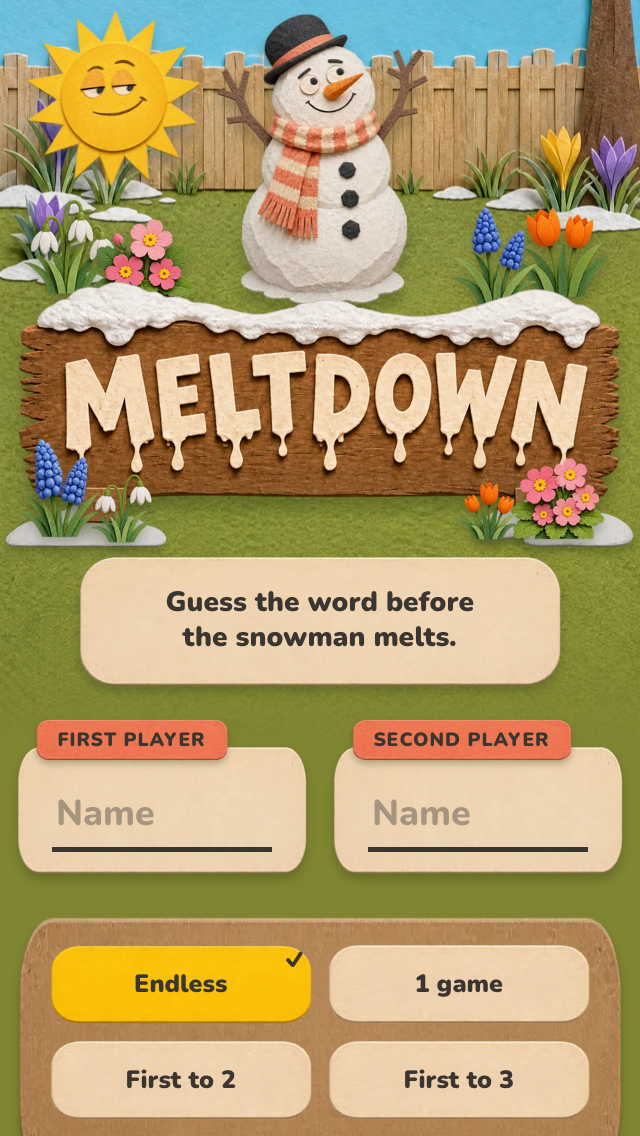 MELTDOWN
Guess the word before
the snowman melts.
FIRST PLAYER
SECOND PLAYER
Name
Name
Endless
1 game
First to 2
First to 3